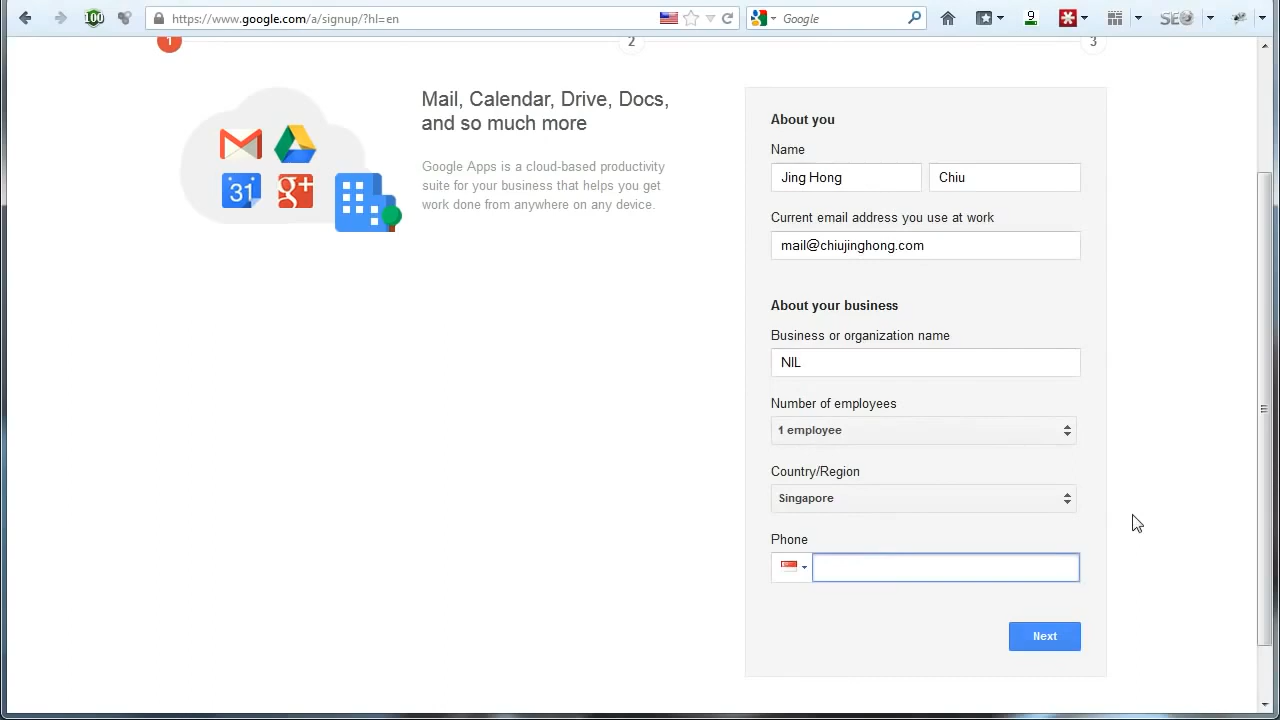 100
https://www.google.com/a/signup/?hl=en
Google
9
SEO
1
2
3
Mail, Calendar, Drive, Docs,
and so much more
31
g+
Google Apps is a cloud-based productivity
suite for your business that helps you get
work done from anywhere on any device.
About you
Name
Jing Hong
Chiu
Current email address you use at work
mail@chiujinghong.com
About your business
Business or organization name
NIL
Number of employees
1 employee
Country/Region
Singapore
Phone
Next